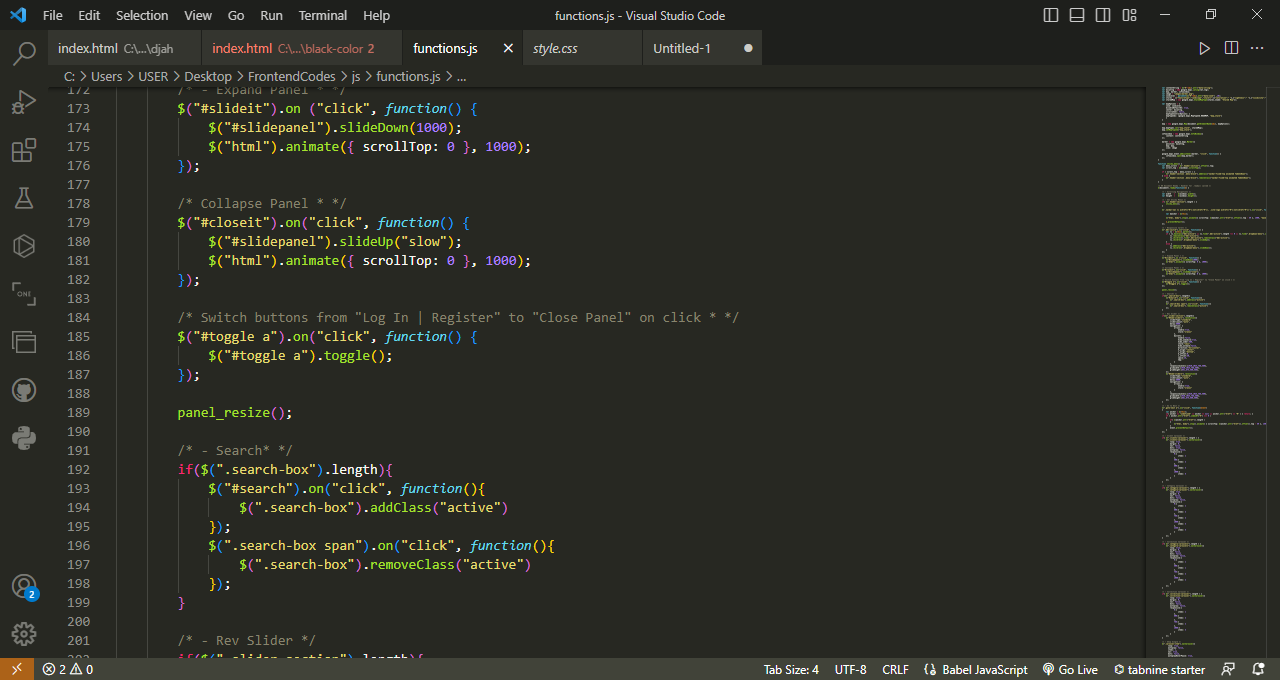 File Edit Selection View Go Run Terminal Help functions.js - Visual Studio Code
index.html C:\...\djah index.html C:\...\black-color 2 functions.js style.css Untitled-1
C: > Users > USER > Desktop > FrontendCodes > js > functions.js > ...
172 /* - Expand Panel * */
173 $("#slideit").on ("click", function() {
174 $("#slidepanel").slideDown(1000);
175 $("html").animate({ scrollTop: 0 }, 1000);
176 });
177
178 /* Collapse Panel * */
179 $("#closeit").on("click", function() {
180 $("#slidepanel").slideUp("slow");
181 $("html").animate({ scrollTop: 0 }, 1000);
182 });
183
184 /* Switch buttons from "Log In | Register" to "Close Panel" on click * */
185 $("#toggle a").on("click", function() {
186 $("#toggle a").toggle();
187 });
188
189 panel_resize();
190
191 /* - Search* */
192 if($(".search-box").length){
193 $("#search").on("click", function(){
194 $(".search-box").addClass("active")
195 });
196 $(".search-box span").on("click", function(){
197 $(".search-box").removeClass("active")
198 });
199 }
200
201 /* - Rev Slider */
202 if($(".slider-section").length){
ONE
2
2 0 Tab Size: 4 UTF-8 CRLF {} Babel JavaScript Go Live tabnine starter